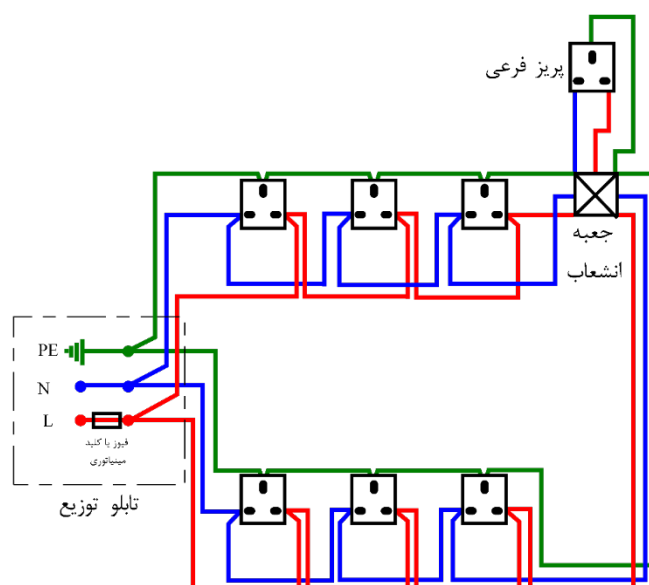 پریز فرعی
جعبه
انشعاب
PE
N
L
فیوز یا کلید
مینیاتوری
تابلو توزیع